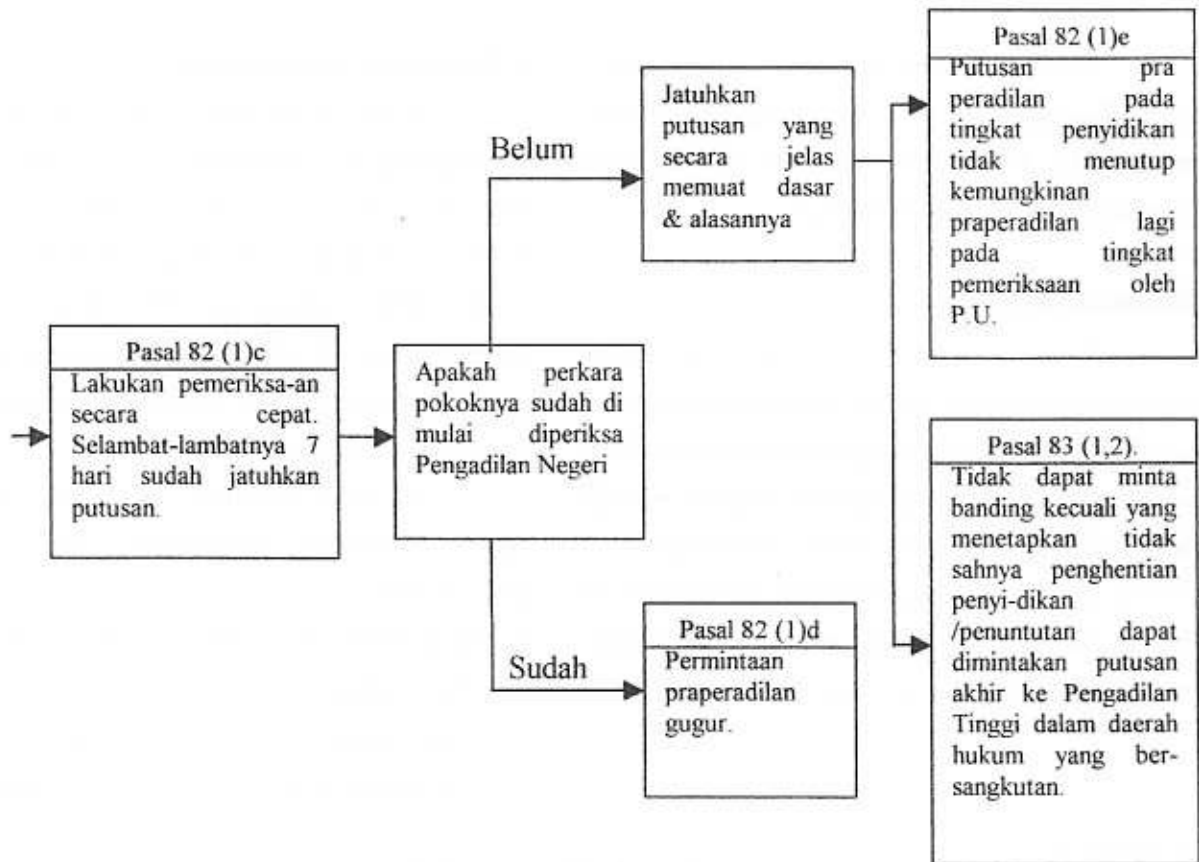 Pasal 82 (1)c
Lakukan pemeriksa-an
secara cepat.
Selambat-lambatnya 7
hari sudah jatuhkan
putusan.
Apakah perkara
pokoknya sudah di
mulai diperiksa
Pengadilan Negeri
Belum
Jatuhkan
putusan yang
secara jelas
memuat dasar
& alasannya
Sudah
Pasal 82 (1)d
Permintaan
praperadilan
gugur.
Pasal 82 (1)e
Putusan pra
peradilan pada
tingkat penyidikan
tidak menutup
kemungkinan
praperadilan lagi
pada tingkat
pemeriksaan oleh
P.U.
Pasal 83 (1,2).
Tidak dapat minta
banding kecuali yang
menetapkan tidak
sahnya penghentian
penyi-dikan
/penuntutan dapat
dimintakan putusan
akhir ke Pengadilan
Tinggi dalam daerah
hukum yang ber-
sangkutan.